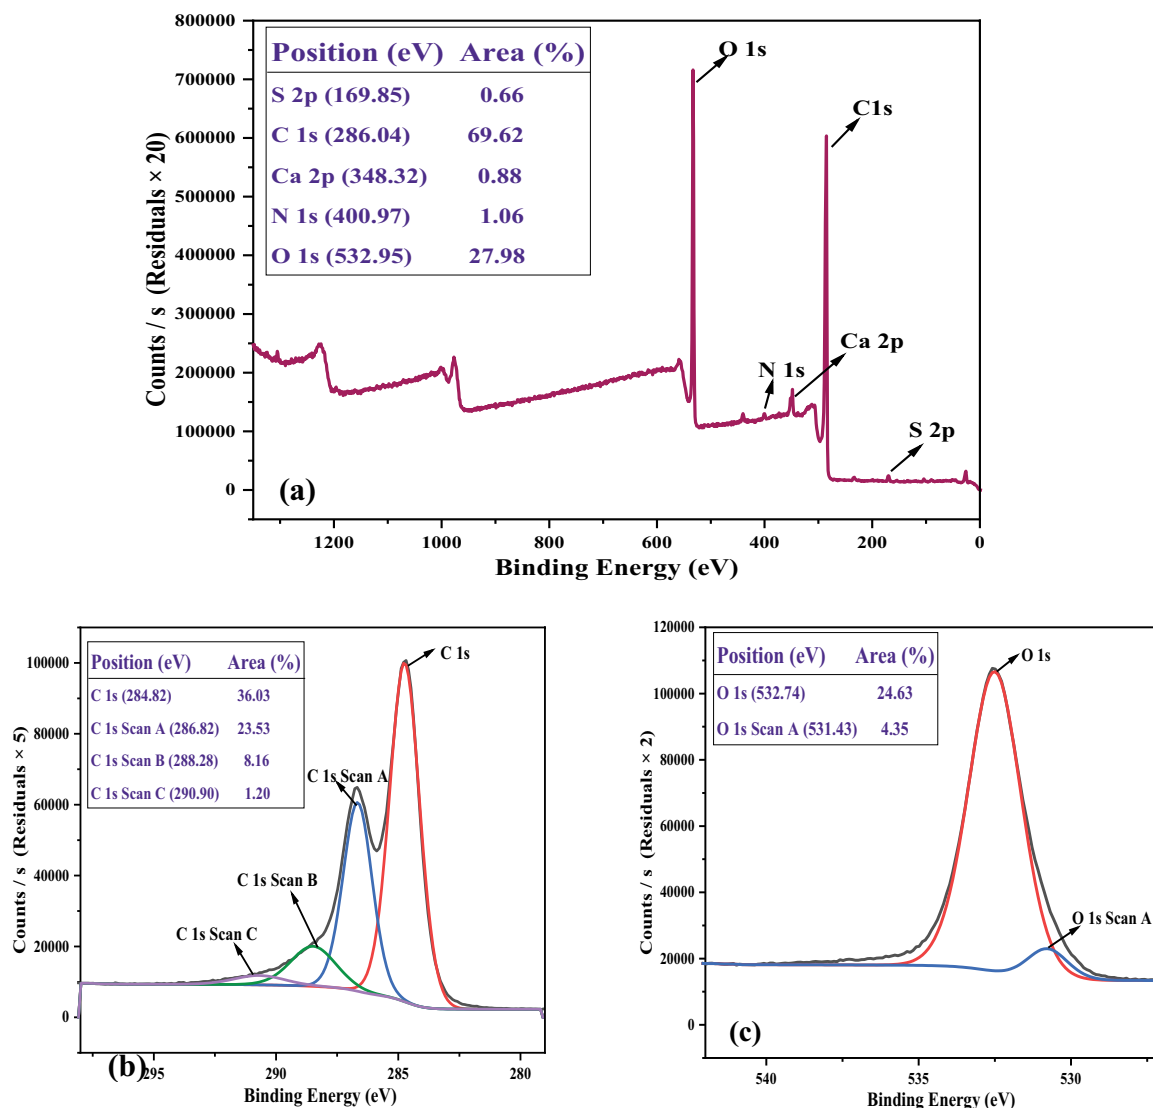 800000
700000
600000
500000
400000
300000
200000
100000
0
Counts / s (Residuals × 20)
Position (eV) Area (%)
S 2p (169.85) 0.66
C 1s (286.04) 69.62
Ca 2p (348.32) 0.88
N 1s (400.97) 1.06
O 1s (532.95) 27.98
O 1s
C1s
Ca 2p
N 1s
S 2p
(a)
1200 1000 800 600 400 200 0
Binding Energy (eV)
100000
80000
60000
40000
20000
0
Counts / s (Residuals × 5)
Position (eV) Area (%)
C 1s (284.82) 36.03
C 1s Scan A (286.82) 23.53
C 1s Scan B (288.28) 8.16
C 1s Scan C (290.90) 1.20
C 1s
C 1s Scan A
C 1s Scan B
C 1s Scan C
(b)
295 290 285 280
Binding Energy (eV)
120000
100000
80000
60000
40000
20000
0
Counts / s (Residuals × 2)
Position (eV) Area (%)
O 1s (532.74) 24.63
O 1s Scan A (531.43) 4.35
O 1s
O 1s Scan A
(c)
540 535 530
Binding Energy (eV)